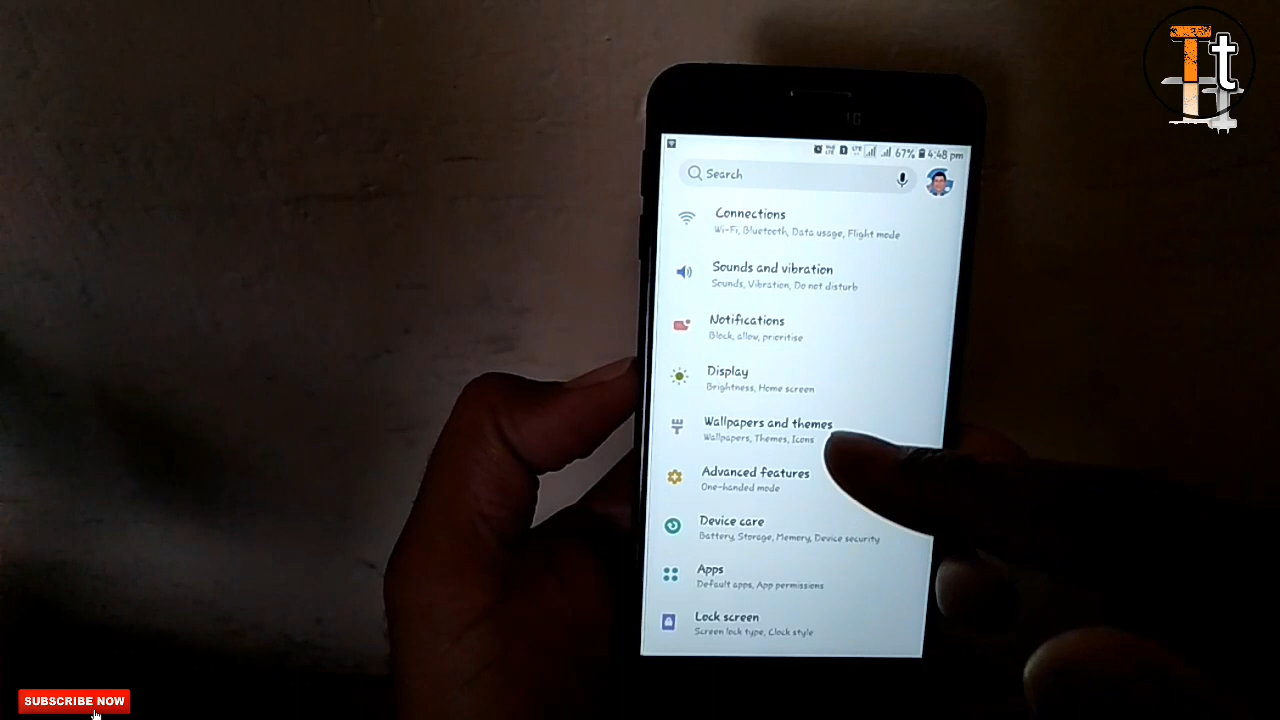 Tt
67% 4:48 pm
Search
Connections
Wi-Fi, Bluetooth, Data usage, Flight mode
Sounds and vibration
Sounds, Vibration, Do not disturb
Notifications
Block, allow, prioritise
Display
Brightness, Home screen
Wallpapers and themes
Wallpapers, Themes, Icons
Advanced features
One-handed mode
Device care
Battery, Storage, Memory, Device security
Apps
Default apps, App permissions
Lock screen
Screen lock type, Clock style
SUBSCRIBE NOW